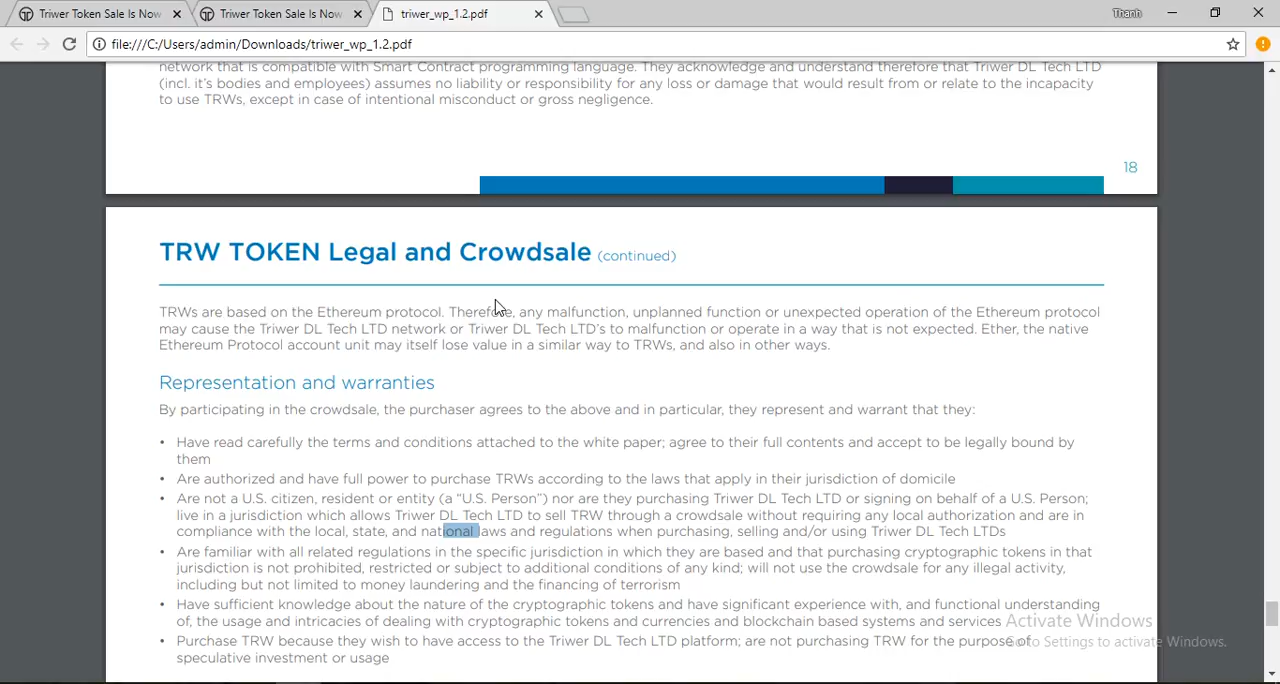 Triwer Token Sale Is Now
Triwer Token Sale Is Now
triwer_wp_1.2.pdf
Thanh
file:///C:/Users/admin/Downloads/triwer_wp_1.2.pdf
network that is compatible with Smart Contract programming language. They acknowledge and understand therefore that Triwer DL Tech LTD
(incl. it's bodies and employees) assumes no liability or responsibility for any loss or damage that would result from or relate to the incapacity
to use TRWs, except in case of intentional misconduct or gross negligence.
18
TRW TOKEN Legal and Crowdsale (continued)
TRWs are based on the Ethereum protocol. Therefore, any malfunction, unplanned function or unexpected operation of the Ethereum protocol
may cause the Triwer DL Tech LTD network or Triwer DL Tech LTD's to malfunction or operate in a way that is not expected. Ether, the native
Ethereum Protocol account unit may itself lose value in a similar way to TRWs, and also in other ways.
Representation and warranties
By participating in the crowdsale, the purchaser agrees to the above and in particular, they represent and warrant that they:
• Have read carefully the terms and conditions attached to the white paper; agree to their full contents and accept to be legally bound by
them
• Are authorized and have full power to purchase TRWs according to the laws that apply in their jurisdiction of domicile
• Are not a U.S. citizen, resident or entity (a “U.S. Person”) nor are they purchasing Triwer DL Tech LTD or signing on behalf of a U.S. Person;
live in a jurisdiction which allows Triwer DL Tech LTD to sell TRW through a crowdsale without requiring any local authorization and are in
compliance with the local, state, and national laws and regulations when purchasing, selling and/or using Triwer DL Tech LTDs
• Are familiar with all related regulations in the specific jurisdiction in which they are based and that purchasing cryptographic tokens in that
jurisdiction is not prohibited, restricted or subject to additional conditions of any kind; will not use the crowdsale for any illegal activity,
including but not limited to money laundering and the financing of terrorism
• Have sufficient knowledge about the nature of the cryptographic tokens and have significant experience with, and functional understanding
of, the usage and intricacies of dealing with cryptographic tokens and currencies and blockchain based systems and services
Activate Windows
• Purchase TRW because they wish to have access to the Triwer DL Tech LTD platform; are not purchasing TRW for the purpose of
Go to Settings to activate Windows.
speculative investment or usage